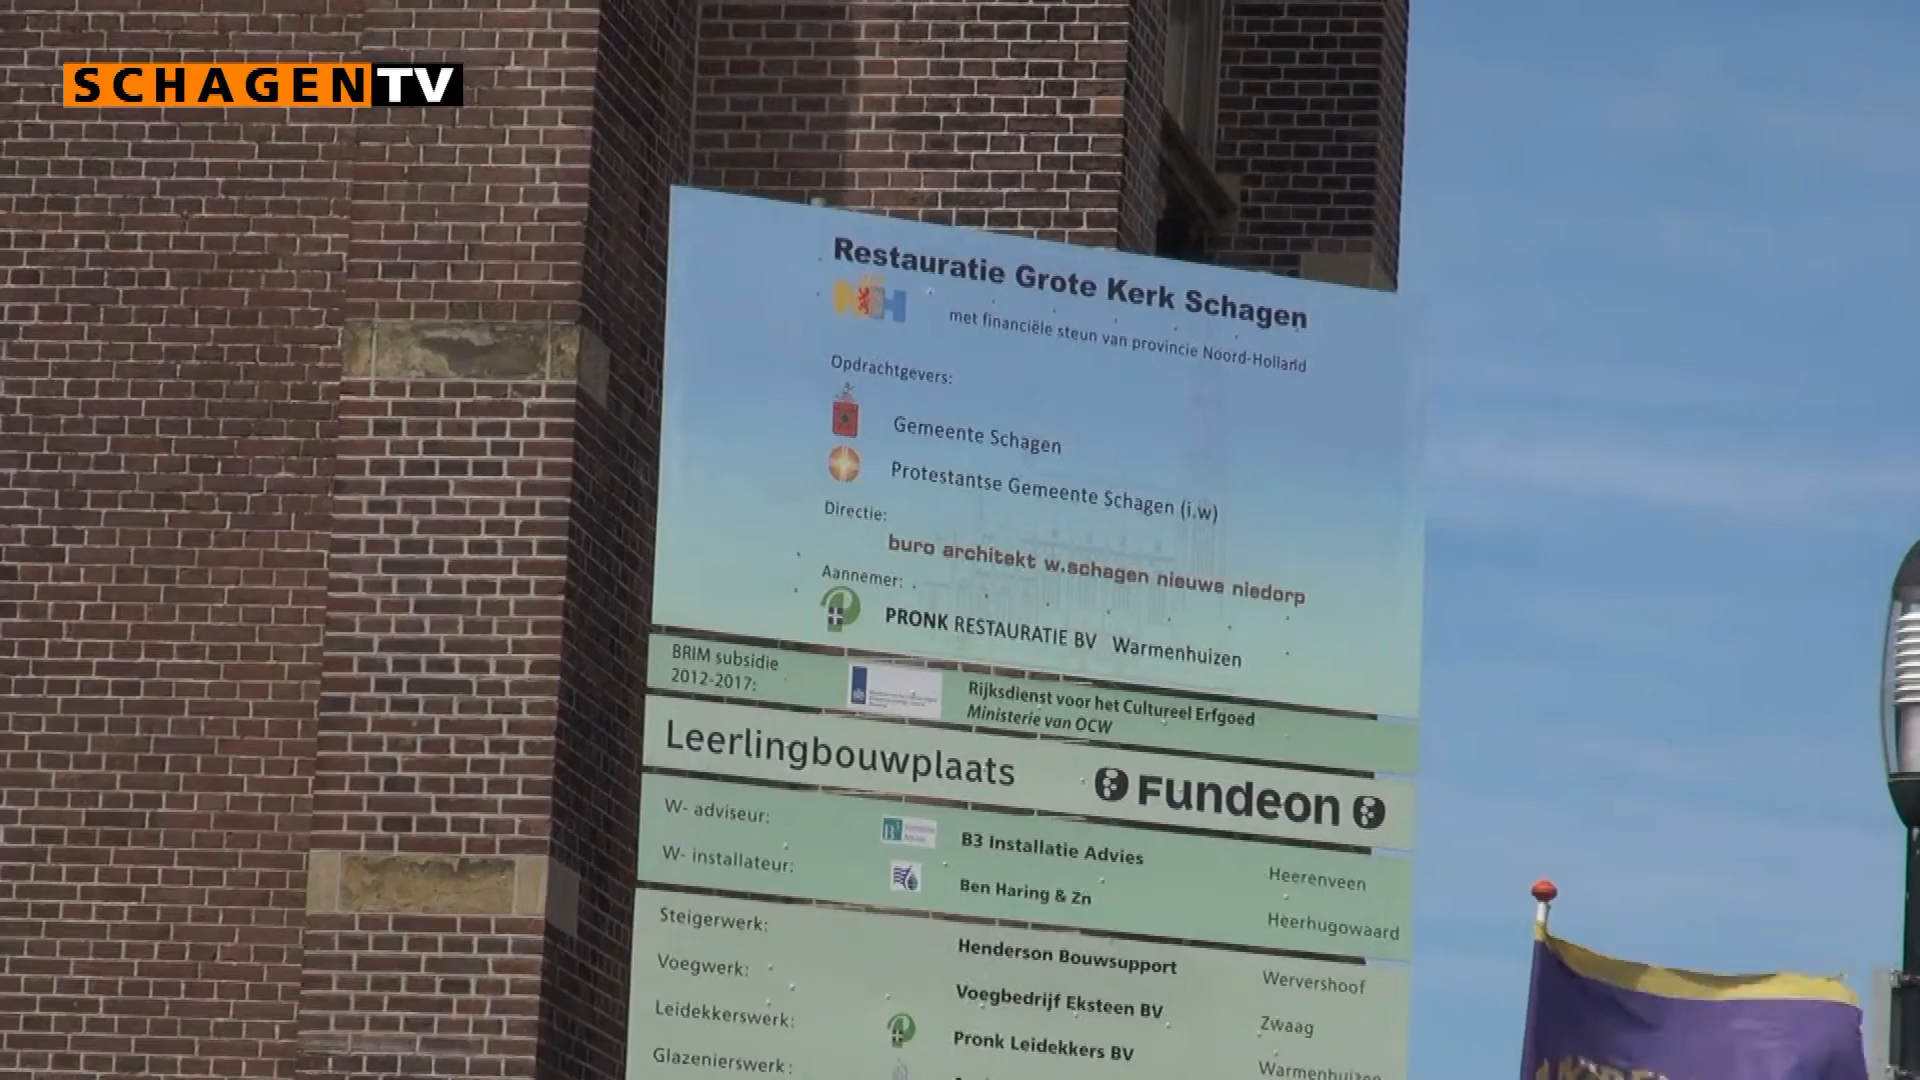 SCHAGEN TV
Restauratie Grote Kerk Schagen
NH
met financiële steun van provincie Noord-Holland
Opdrachtgevers:
Gemeente Schagen
Protestantse Gemeente Schagen (i.w)
Directie:
buro architekt w.schagen nieuwe niedorp
Aannemer:
PRONK RESTAURATIE BV Warmenhuizen
BRIM subsidie
2012-2017:
Rijksdienst voor het Cultureel Erfgoed
Ministerie van OCW
Leerlingbouwplaats Fundeon
W- adviseur: B3 Installatie Advies Heerenveen
W- installateur: Ben Haring & Zn Heerhugowaard
Steigerwerk: Henderson Bouwsupport Wervershoof
Voegwerk: Voegbedrijf Eksteen BV Zwaag
Leidekkerswerk: Pronk Leidekkers BV Warmenhuizen
Glazenierswerk: